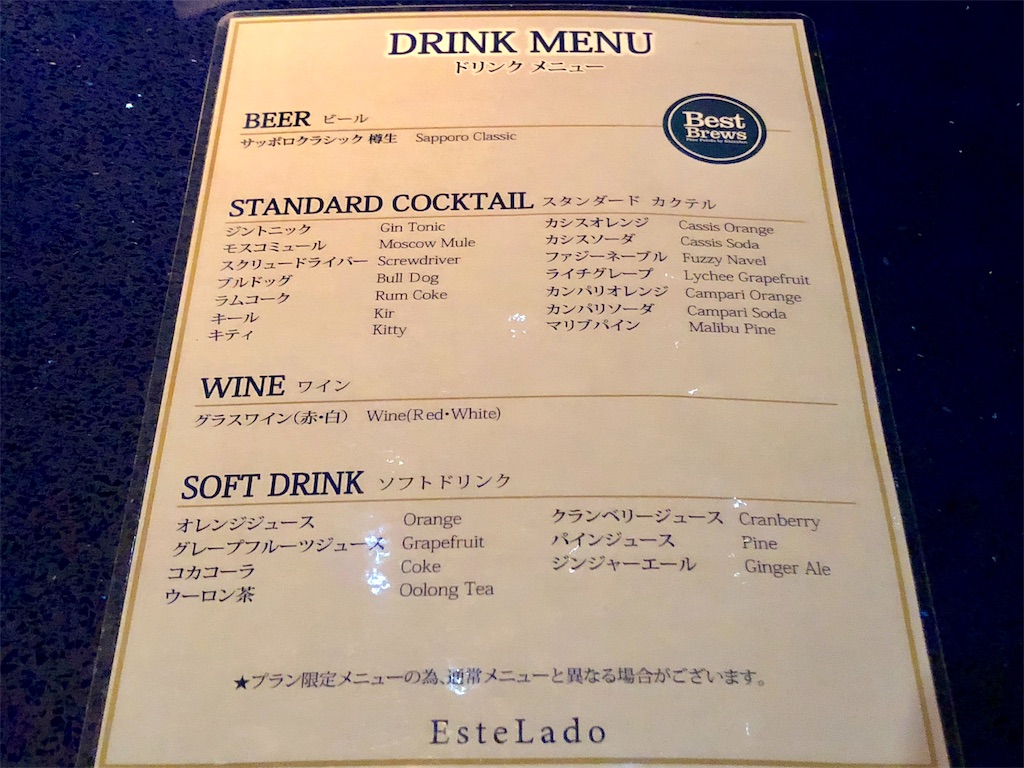 DRINK MENU
ドリンク メニュー
BEER ビール
サッポロクラシック 樽生 Sapporo Classic
Best
Brews
STANDARD COCKTAIL スタンダード カクテル
ジントニック Gin Tonic
モスコミュール Moscow Mule
スクリュードライバー Screwdriver
ブルドッグ Bull Dog
ラムコーク Rum Coke
キール Kir
キティ Kitty
カシスオレンジ Cassis Orange
カシスソーダ Cassis Soda
ファジーネーブル Fuzzy Navel
ライチグレープ Lychee Grapefruit
カンパリオレンジ Campari Orange
カンパリソーダ Campari Soda
マリブパイン Malibu Pine
WINE ワイン
グラスワイン(赤・白) Wine(Red・White)
SOFT DRINK ソフトドリンク
オレンジジュース Orange
グレープフルーツジュース Grapefruit
コカコーラ Coke
ウーロン茶 Oolong Tea
クランベリージュース Cranberry
パインジュース Pine
ジンジャーエール Ginger Ale
★プラン限定メニューの為、通常メニューと異なる場合がございます。
EsteLado